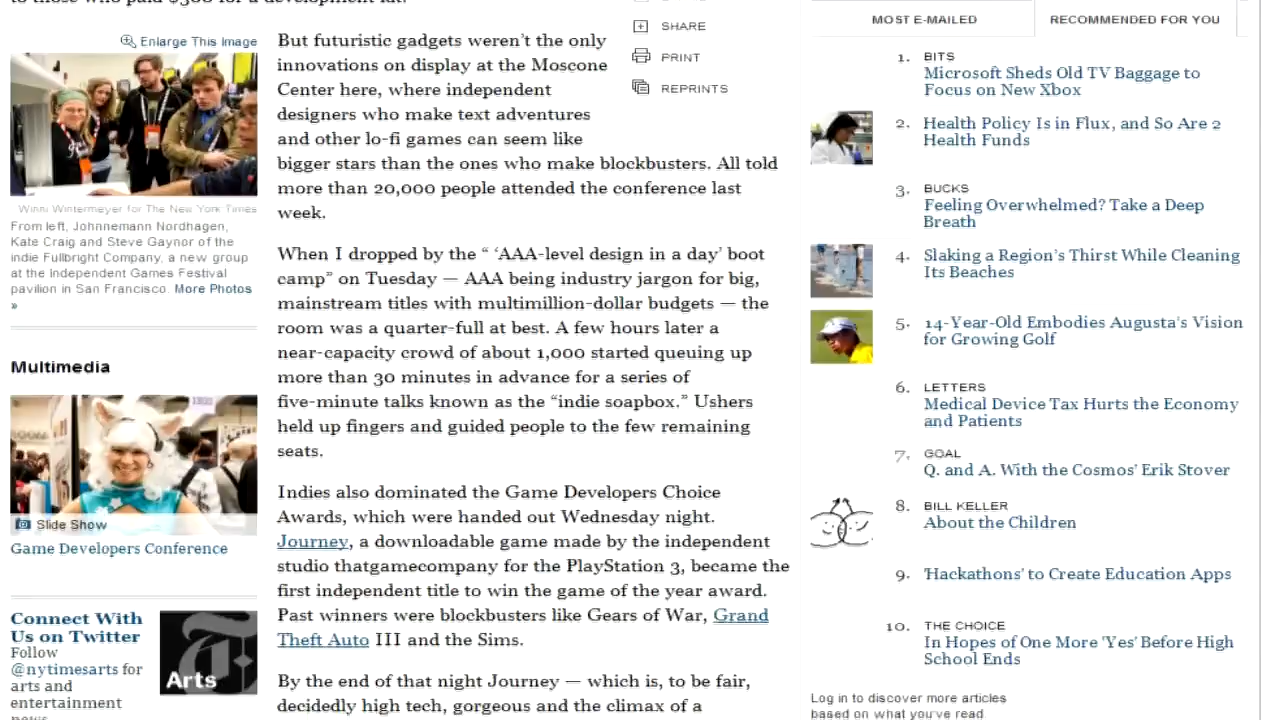 to those who paid $300 for a development kit.
Enlarge This Image
Winni Wintermeyer for The New York Times
From left, Johnnemann Nordhagen,
Kate Craig and Steve Gaynor of the
indie Fullbright Company, a new group
at the Independent Games Festival
pavilion in San Francisco. More Photos
»
Multimedia
Slide Show
Game Developers Conference
Connect With
Us on Twitter
Follow
@nytimesarts for
arts and
entertainment
news.
Arts
But futuristic gadgets weren't the only
innovations on display at the Moscone
Center here, where independent
designers who make text adventures
and other lo-fi games can seem like
bigger stars than the ones who make blockbusters. All told
more than 20,000 people attended the conference last
week.
When I dropped by the “ ‘AAA-level design in a day’ boot
camp” on Tuesday — AAA being industry jargon for big,
mainstream titles with multimillion-dollar budgets — the
room was a quarter-full at best. A few hours later a
near-capacity crowd of about 1,000 started queuing up
more than 30 minutes in advance for a series of
five-minute talks known as the “indie soapbox.” Ushers
held up fingers and guided people to the few remaining
seats.
Indies also dominated the Game Developers Choice
Awards, which were handed out Wednesday night.
Journey, a downloadable game made by the independent
studio thatgamecompany for the PlayStation 3, became the
first independent title to win the game of the year award.
Past winners were blockbusters like Gears of War, Grand
Theft Auto III and the Sims.
By the end of that night Journey — which is, to be fair,
decidedly high tech, gorgeous and the climax of a
SHARE
PRINT
REPRINTS
MOST E-MAILED
RECOMMENDED FOR YOU
1. BITS
Microsoft Sheds Old TV Baggage to
Focus on New Xbox
2. Health Policy Is in Flux, and So Are 2
Health Funds
3. BUCKS
Feeling Overwhelmed? Take a Deep
Breath
4. Slaking a Region's Thirst While Cleaning
Its Beaches
5. 14-Year-Old Embodies Augusta's Vision
for Growing Golf
6. LETTERS
Medical Device Tax Hurts the Economy
and Patients
7. GOAL
Q. and A. With the Cosmos' Erik Stover
8. BILL KELLER
About the Children
9. 'Hackathons' to Create Education Apps
10. THE CHOICE
In Hopes of One More 'Yes' Before High
School Ends
Log in to discover more articles
based on what you've read